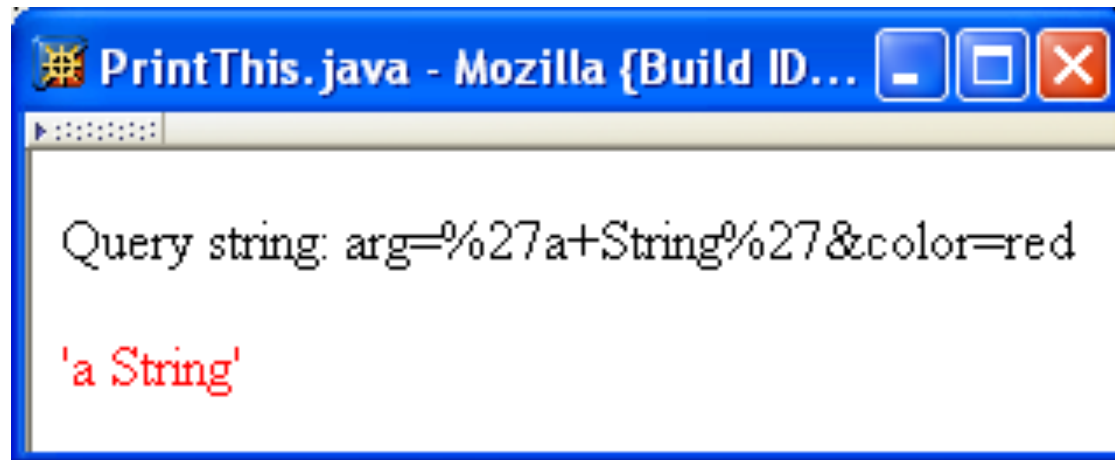 PrintThis.java - Mozilla {Build ID...
Query string: arg=%27a+String%27&color=red
'a String'